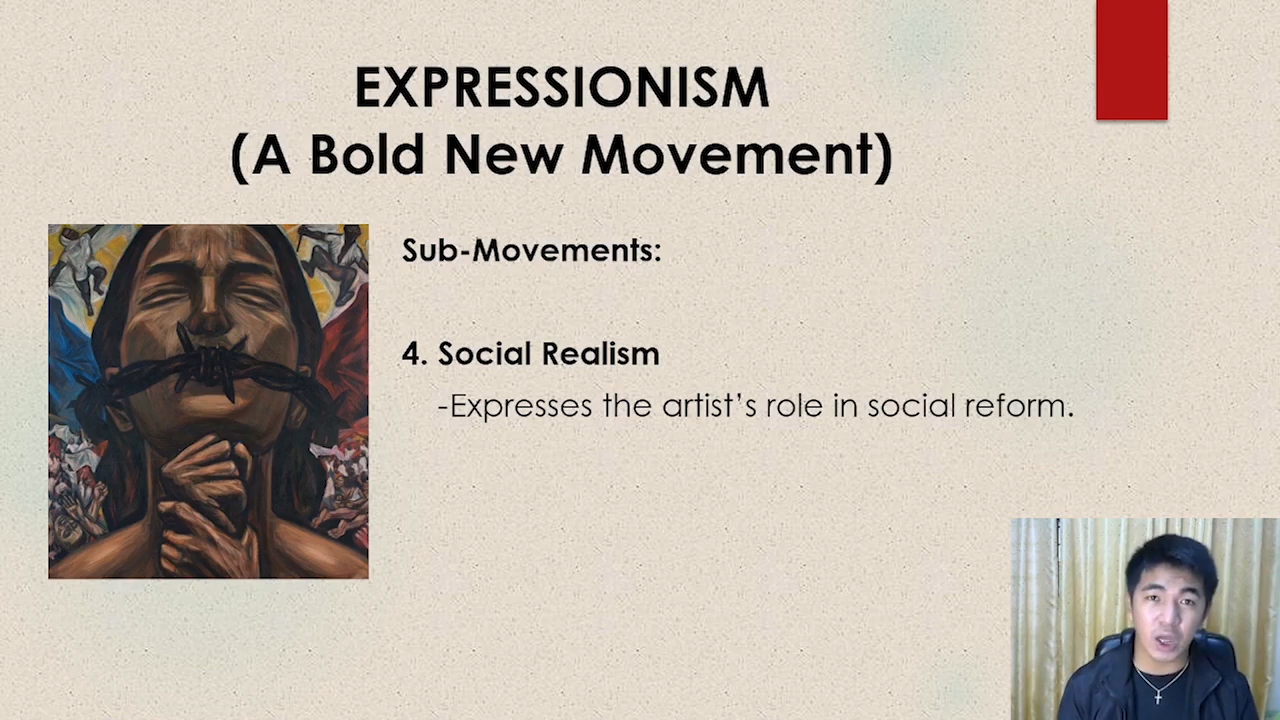 EXPRESSIONISM
(A Bold New Movement)
Sub-Movements:
4. Social Realism
-Expresses the artist’s role in social reform.